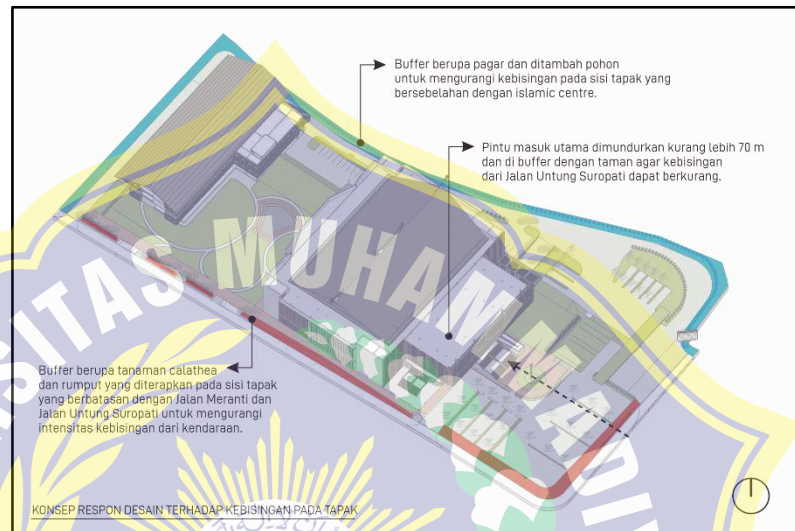 Buffer berupa pagar dan ditambah pohon
untuk mengurangi kebisingan pada sisi tapak yang
bersebelahan dengan islamic centre.
Pintu masuk utama dimundurkan kurang lebih 70 m
dan di buffer dengan taman agar kebisingan
dari Jalan Untung Suropati dapat berkurang.
Buffer berupa tanaman calathea
dan rumput yang diterapkan pada sisi tapak
yang berbatasan dengan Jalan Meranti dan
Jalan Untung Suropati untuk mengurangi
intensitas kebisingan dari kendaraan.
KONSEP RESPON DESAIN TERHADAP KEBISINGAN PADA TAPAK
SITAS MUHAMMADI